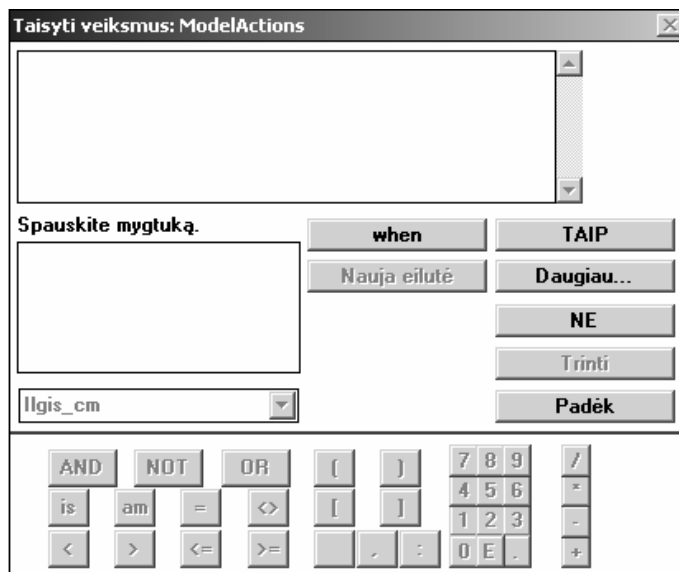 Taisyti veiksmus: ModelActions
Spauskite mygtuką.
when
TAIP
Nauja eilutė
Daugiau...
NE
Trinti
Ilgis_cm
Padėk
AND NOT OR ( ) 7 8 9 /
is am = <> [ ] 4 5 6 *
< > <= >= , : 1 2 3 -
0 E . +